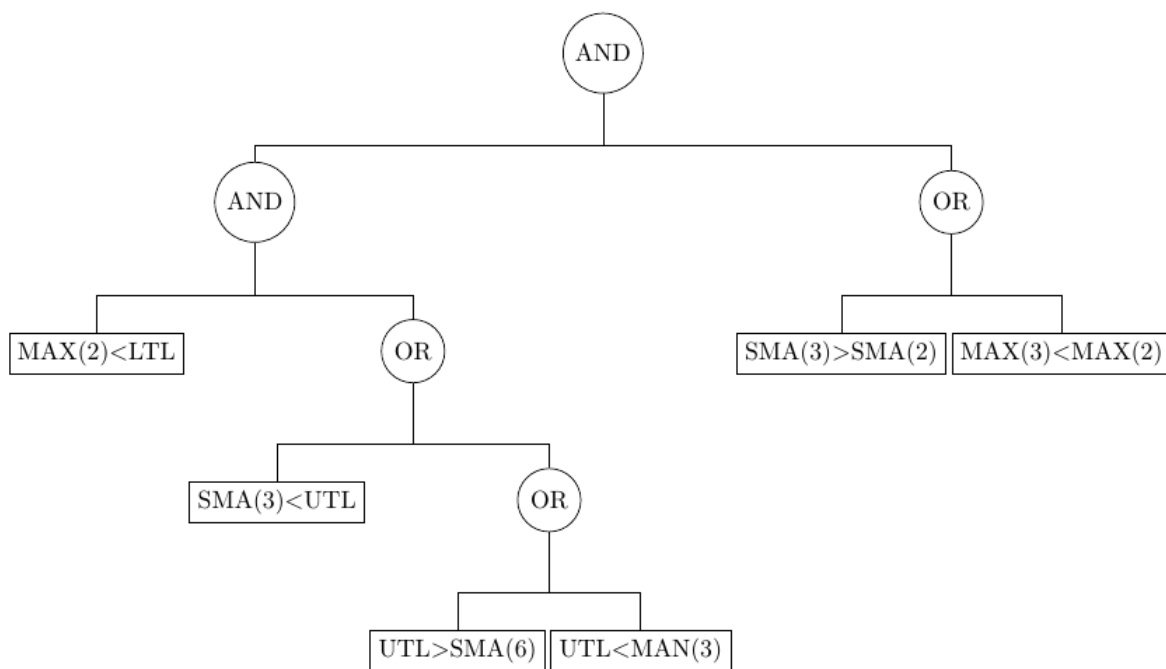 AND
AND
OR
MAX(2)<LTL
OR
SMA(3)>SMA(2)
MAX(3)<MAX(2)
SMA(3)<UTL
OR
UTL>SMA(6)
UTL<MAN(3)